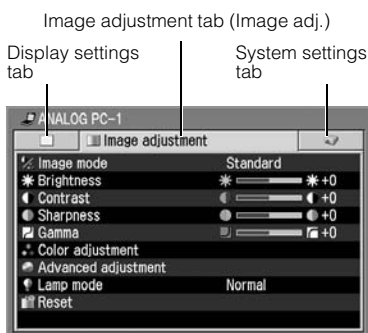 Image adjustment tab (Image adj.)
Display settings tab
System settings tab
ANALOG PC-1
Image adjustment
Image mode Standard
Brightness +0
Contrast +0
Sharpness +0
Gamma +0
Color adjustment
Advanced adjustment
Lamp mode Normal
Reset